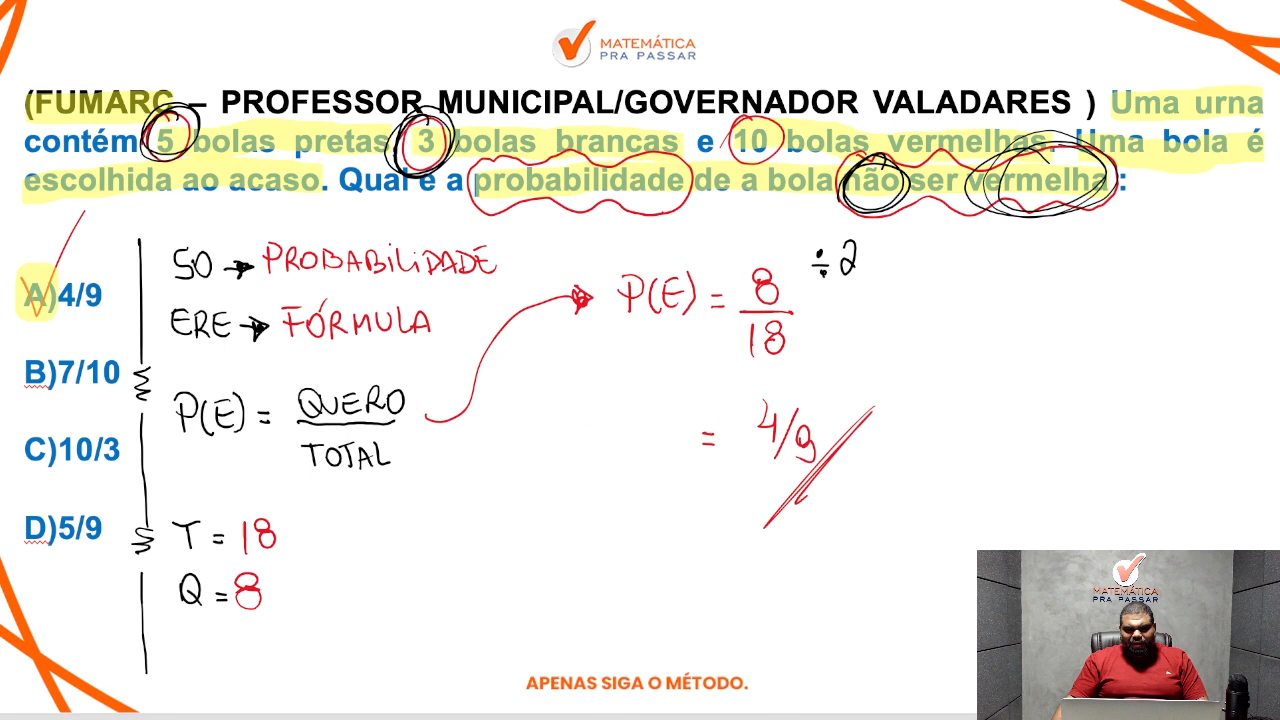 MATEMÁTICA
PRA PASSAR
(FUMARC – PROFESSOR MUNICIPAL/GOVERNADOR VALADARES ) Uma urna
contém 5 bolas pretas, 3 bolas brancas e 10 bolas vermelhas. Uma bola é
escolhida ao acaso. Qual é a probabilidade de a bola não ser vermelha :
A)4/9
B)7/10
C)10/3
D)5/9
SO → PROBABILIDADE
ERE → FÓRMULA
P(E) = QUERO
TOTAL
T = 18
Q = 8
P(E) = 8
18
÷ 2
= 4/9
MATEMÁTICA
PRA PASSAR
APENAS SIGA O MÉTODO.